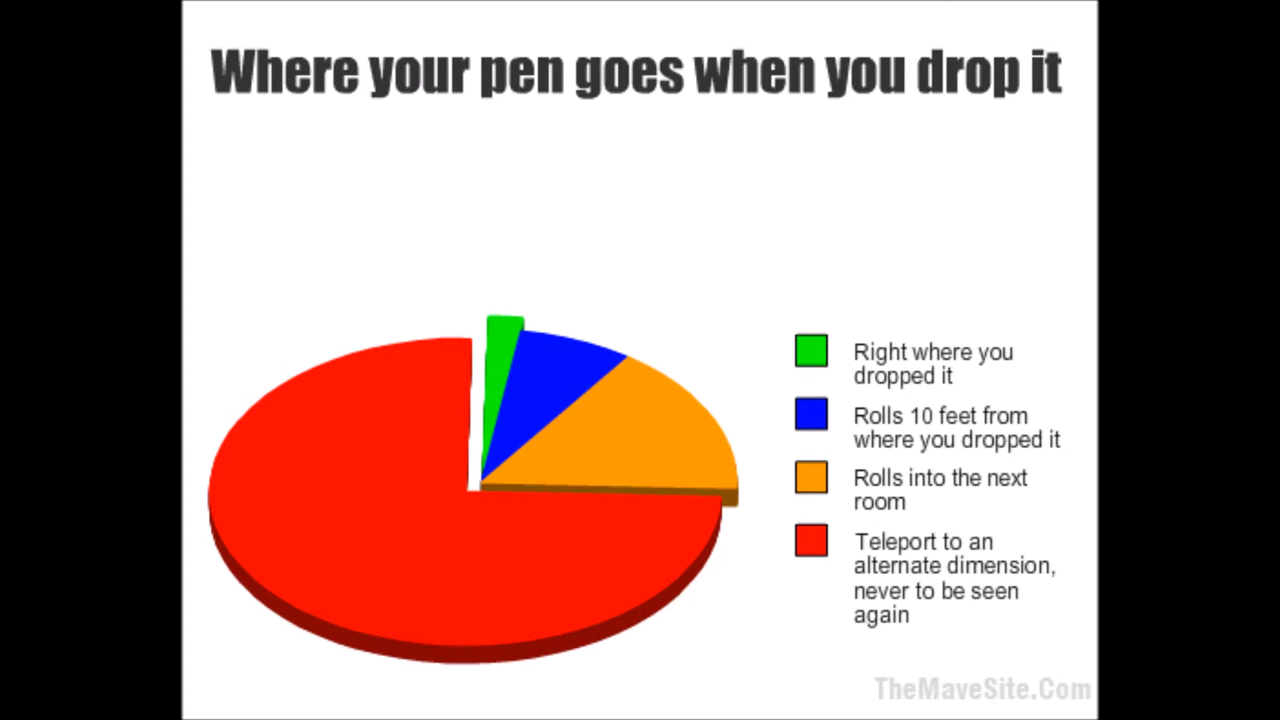 Where your pen goes when you drop it
Right where you
dropped it
Rolls 10 feet from
where you dropped it
Rolls into the next
room
Teleport to an
alternate dimension,
never to be seen
again
TheMaveSite.Com